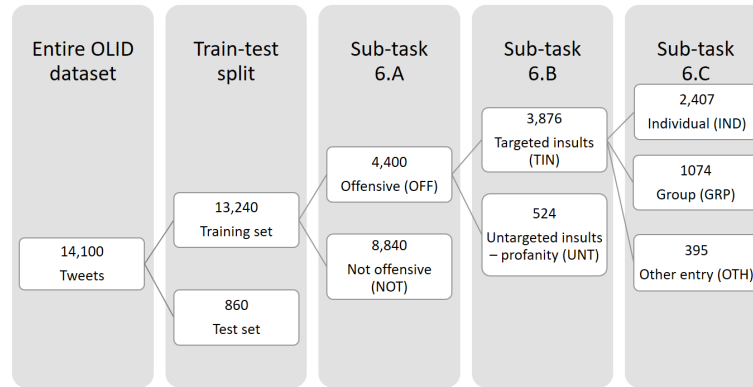 Entire OLID
dataset
14,100
Tweets
Train-test
split
13,240
Training set
860
Test set
Sub-task
6.A
4,400
Offensive (OFF)
8,840
Not offensive
(NOT)
Sub-task
6.B
3,876
Targeted insults
(TIN)
524
Untargeted insults
– profanity (UNT)
Sub-task
6.C
2,407
Individual (IND)
1074
Group (GRP)
395
Other entry (OTH)